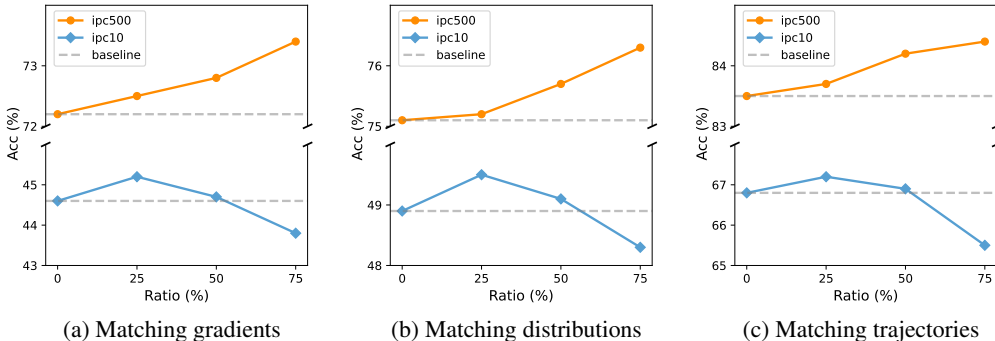 ipc500
ipc10
baseline
73
72
Acc (%)
45
44
43
0 25 50 75
Ratio (%)
(a) Matching gradients
ipc500
ipc10
baseline
76
75
Acc (%)
49
48
0 25 50 75
Ratio (%)
(b) Matching distributions
ipc500
ipc10
baseline
84
83
Acc (%)
67
66
65
0 25 50 75
Ratio (%)
(c) Matching trajectories